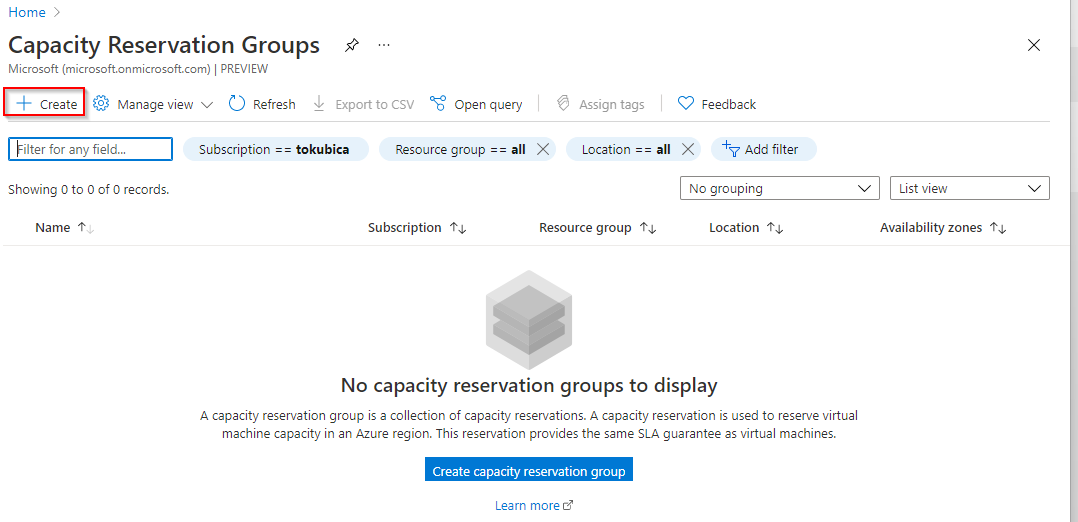 Home
Capacity Reservation Groups
Microsoft (microsoft.onmicrosoft.com) | PREVIEW
Create Manage view Refresh Export to CSV Open query Assign tags Feedback
Filter for any field... Subscription == tokubica Resource group == all Location == all Add filter
Showing 0 to 0 of 0 records. No grouping List view
Name Subscription Resource group Location Availability zones
No capacity reservation groups to display
A capacity reservation group is a collection of capacity reservations. A capacity reservation is used to reserve virtual
machine capacity in an Azure region. This reservation provides the same SLA guarantee as virtual machines.
Create capacity reservation group
Learn more